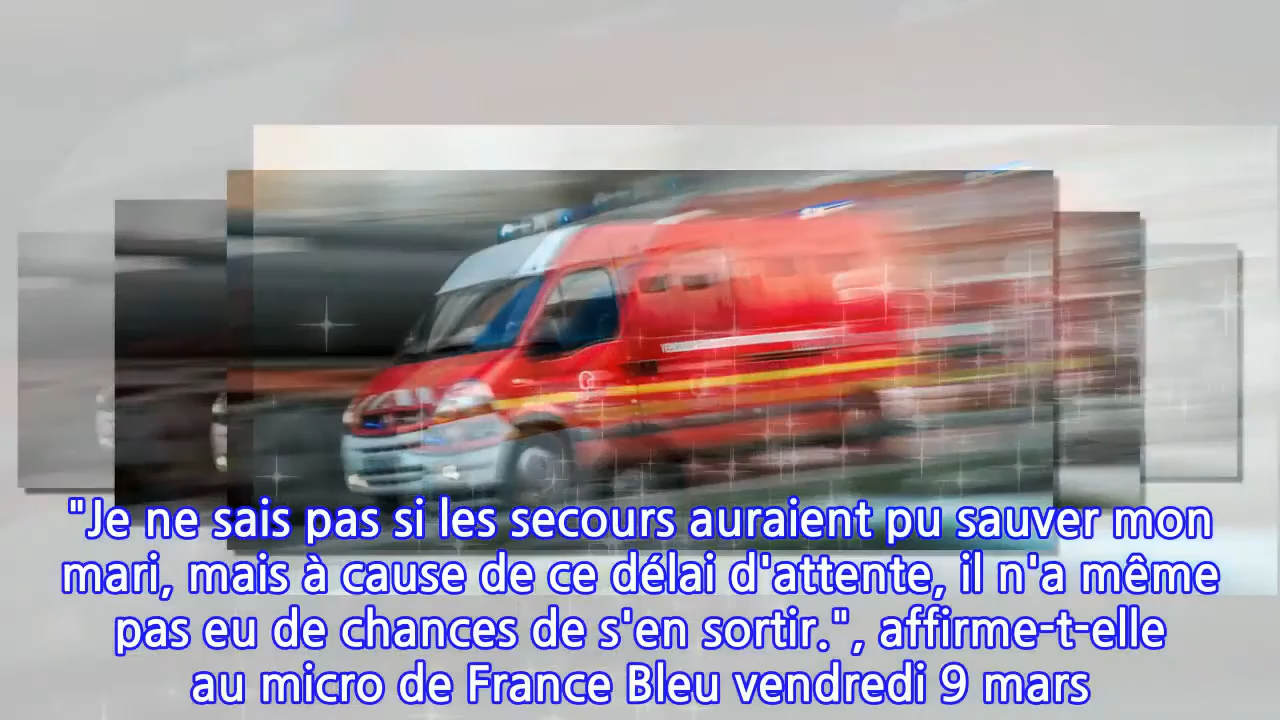 "Je ne sais pas si les secours auraient pu sauver mon
mari, mais à cause de ce délai d'attente, il n'a même
pas eu de chances de s'en sortir.", affirme-t-elle
au micro de France Bleu vendredi 9 mars